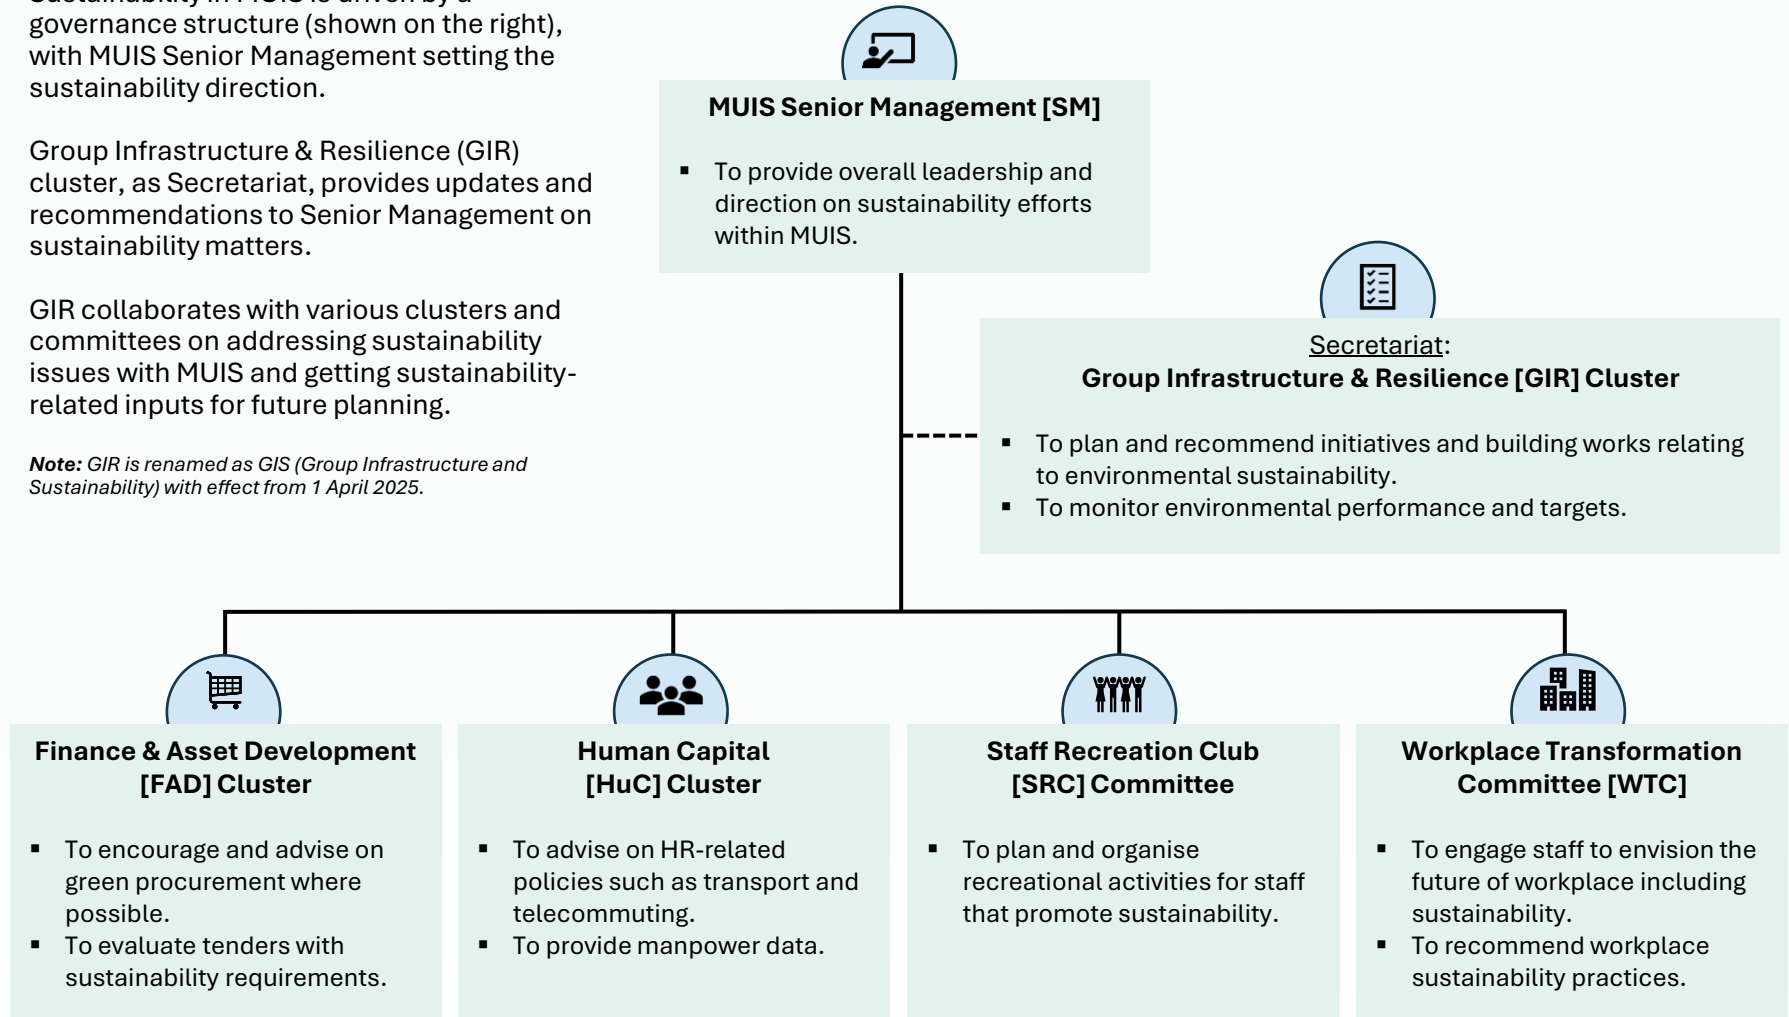 Sustainability in MUIS is driven by a
governance structure (shown on the right),
with MUIS Senior Management setting the
sustainability direction.
Group Infrastructure & Resilience (GIR)
cluster, as Secretariat, provides updates and
recommendations to Senior Management on
sustainability matters.
GIR collaborates with various clusters and
committees on addressing sustainability
issues with MUIS and getting sustainability-
related inputs for future planning.
Note: GIR is renamed as GIS (Group Infrastructure and
Sustainability) with effect from 1 April 2025.
MUIS Senior Management [SM]
▪ To provide overall leadership and
direction on sustainability efforts
within MUIS.
Secretariat:
Group Infrastructure & Resilience [GIR] Cluster
▪ To plan and recommend initiatives and building works relating
to environmental sustainability.
▪ To monitor environmental performance and targets.
Finance & Asset Development
[FAD] Cluster
▪ To encourage and advise on
green procurement where
possible.
▪ To evaluate tenders with
sustainability requirements.
Human Capital
[HuC] Cluster
▪ To advise on HR-related
policies such as transport and
telecommuting.
▪ To provide manpower data.
Staff Recreation Club
[SRC] Committee
▪ To plan and organise
recreational activities for staff
that promote sustainability.
Workplace Transformation
Committee [WTC]
▪ To engage staff to envision the
future of workplace including
sustainability.
▪ To recommend workplace
sustainability practices.